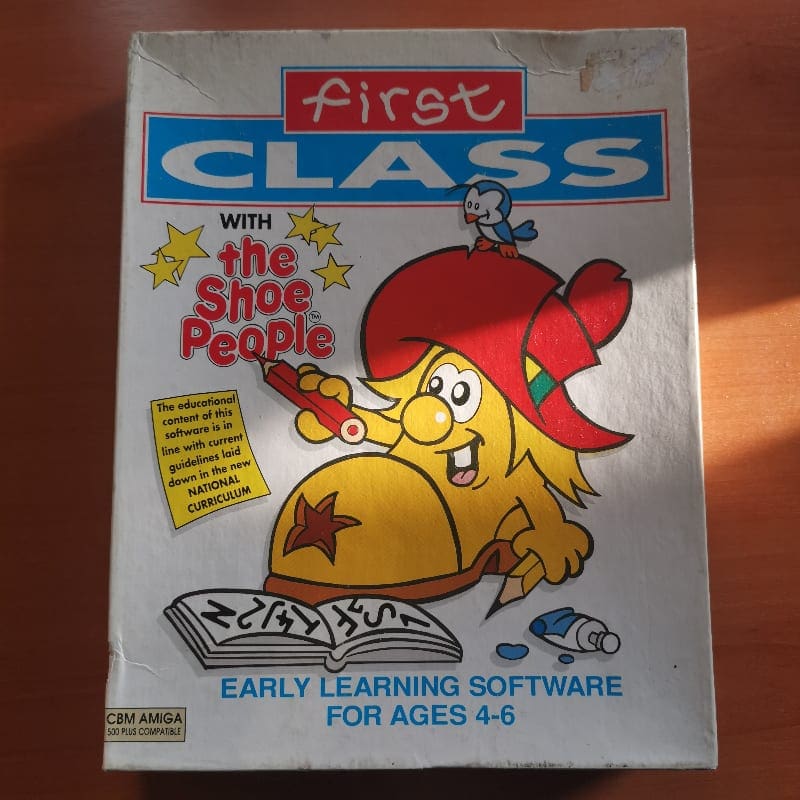 first
CLASS
WITH
the
Shoe
People
TM
The educational
content of this
software is in
line with current
guidelines laid
down in the new
NATIONAL
CURRICULUM
EARLY LEARNING SOFTWARE
FOR AGES 4-6
CBM AMIGA
500 PLUS COMPATIBLE